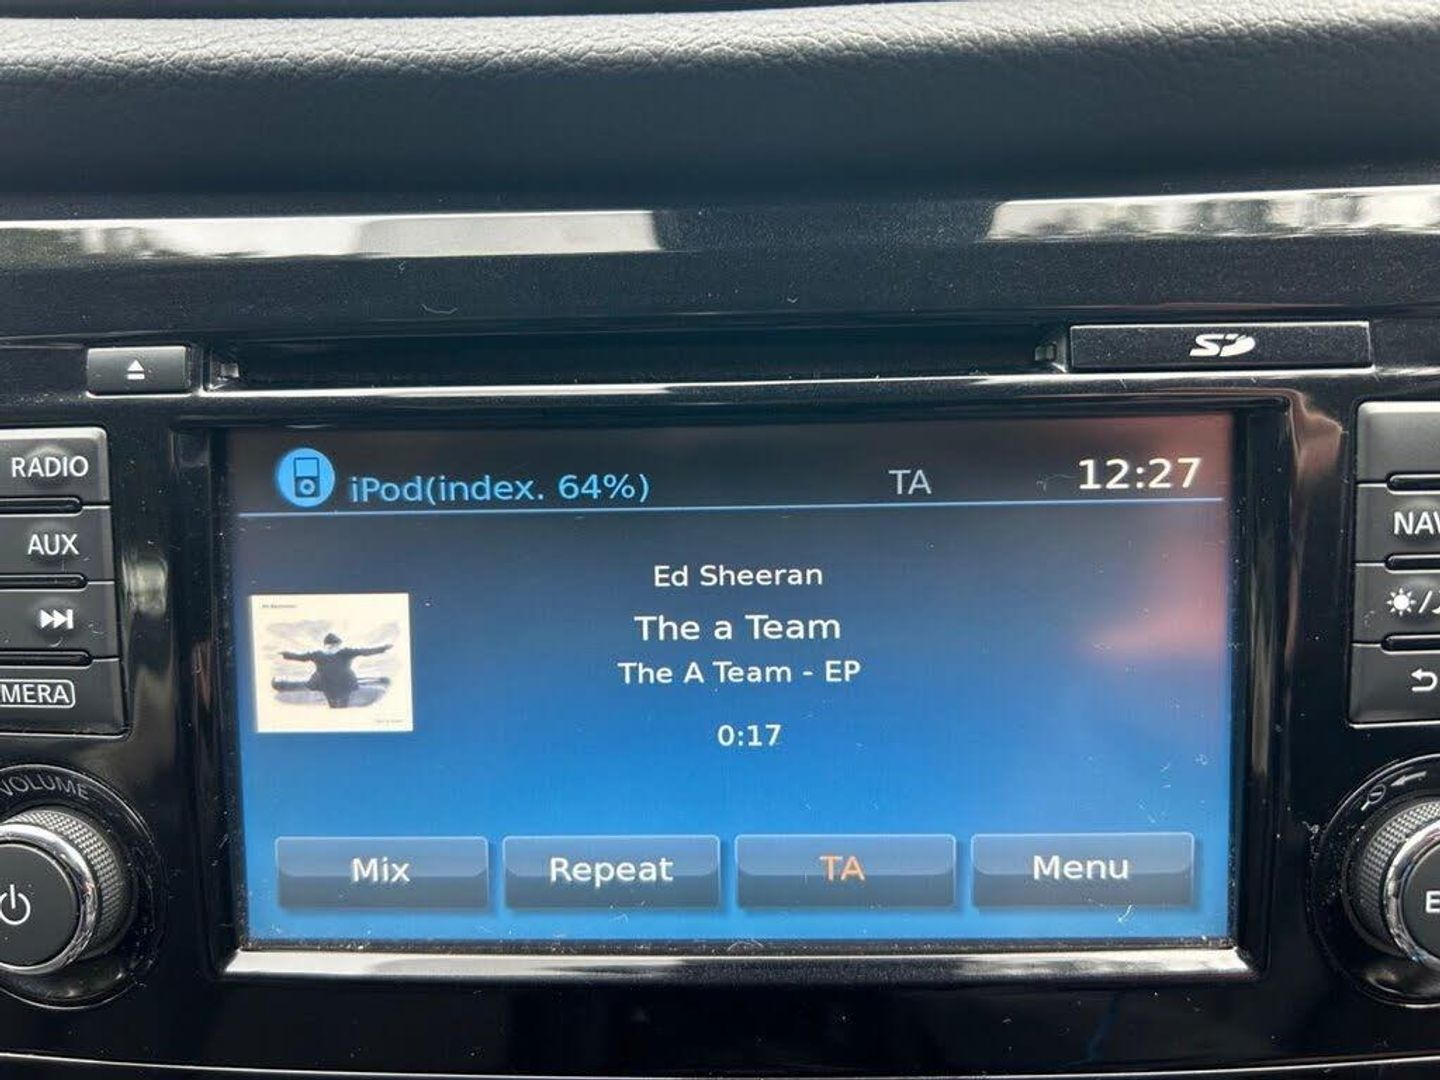 SD
RADIO
AUX
MERA
VOLUME
iPod(index. 64%)
TA
12:27
Ed Sheeran
The a Team
The A Team - EP
0:17
Mix
Repeat
TA
Menu
NAV
E